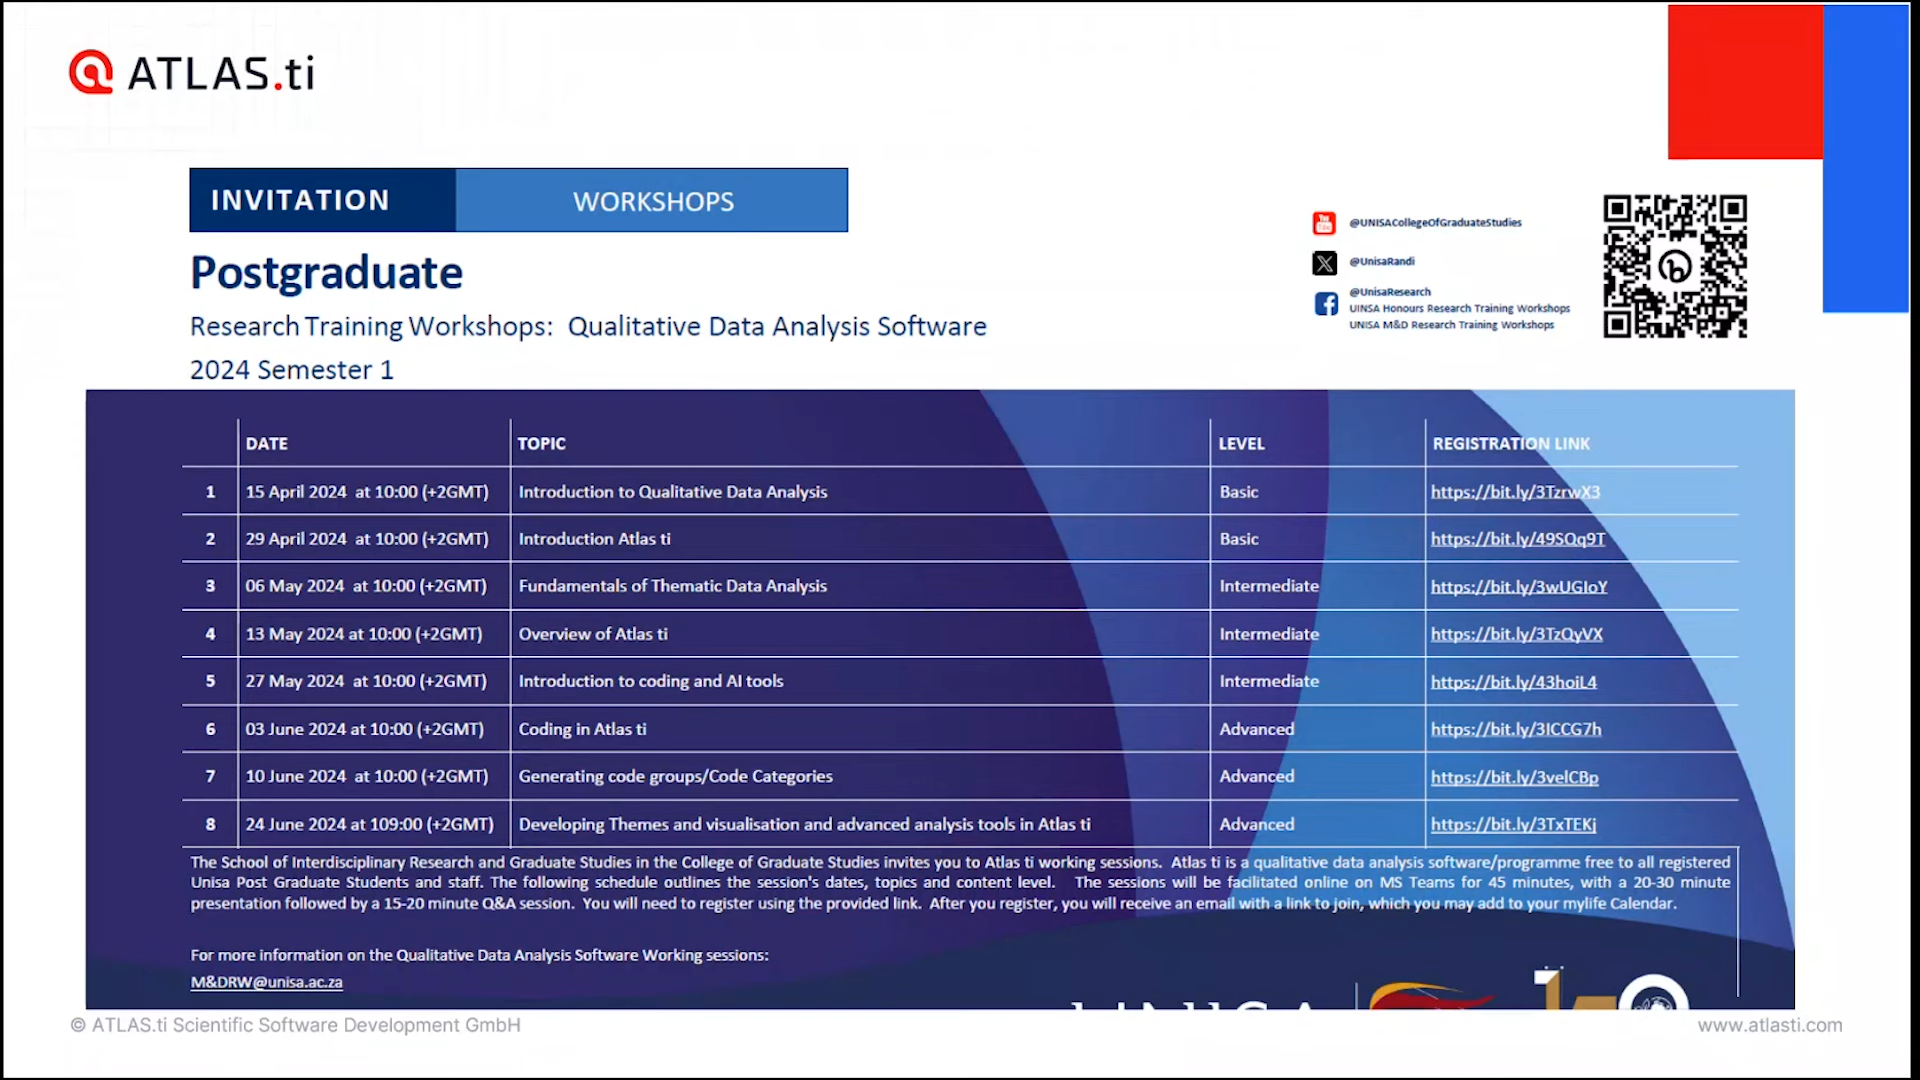 ATLAS.ti
INVITATION
WORKSHOPS
Postgraduate
Research Training Workshops: Qualitative Data Analysis Software
2024 Semester 1
@UNISACollegeOfGraduateStudies
@UnisaRandi
@UnisaResearch
UINSA Honours Research Training Workshops
UNISA M&D Research Training Workshops
DATE TOPIC LEVEL REGISTRATION LINK
1 15 April 2024 at 10:00 (+2GMT) Introduction to Qualitative Data Analysis Basic https://bit.ly/3TzrwX3
2 29 April 2024 at 10:00 (+2GMT) Introduction Atlas ti Basic https://bit.ly/49SQq9T
3 06 May 2024 at 10:00 (+2GMT) Fundamentals of Thematic Data Analysis Intermediate https://bit.ly/3wUGIoY
4 13 May 2024 at 10:00 (+2GMT) Overview of Atlas ti Intermediate https://bit.ly/3TzQyVX
5 27 May 2024 at 10:00 (+2GMT) Introduction to coding and AI tools Intermediate https://bit.ly/43hoiL4
6 03 June 2024 at 10:00 (+2GMT) Coding in Atlas ti Advanced https://bit.ly/3ICCG7h
7 10 June 2024 at 10:00 (+2GMT) Generating code groups/Code Categories Advanced https://bit.ly/3velCBp
8 24 June 2024 at 109:00 (+2GMT) Developing Themes and visualisation and advanced analysis tools in Atlas ti Advanced https://bit.ly/3TxTEKj
The School of Interdisciplinary Research and Graduate Studies in the College of Graduate Studies invites you to Atlas ti working sessions. Atlas ti is a qualitative data analysis software/programme free to all registered
Unisa Post Graduate Students and staff. The following schedule outlines the session's dates, topics and content level. The sessions will be facilitated online on MS Teams for 45 minutes, with a 20-30 minute
presentation followed by a 15-20 minute Q&A session. You will need to register using the provided link. After you register, you will receive an email with a link to join, which you may add to your mylife Calendar.
For more information on the Qualitative Data Analysis Software Working sessions:
M&DRW@unisa.ac.za
© ATLAS.ti Scientific Software Development GmbH
www.atlasti.com